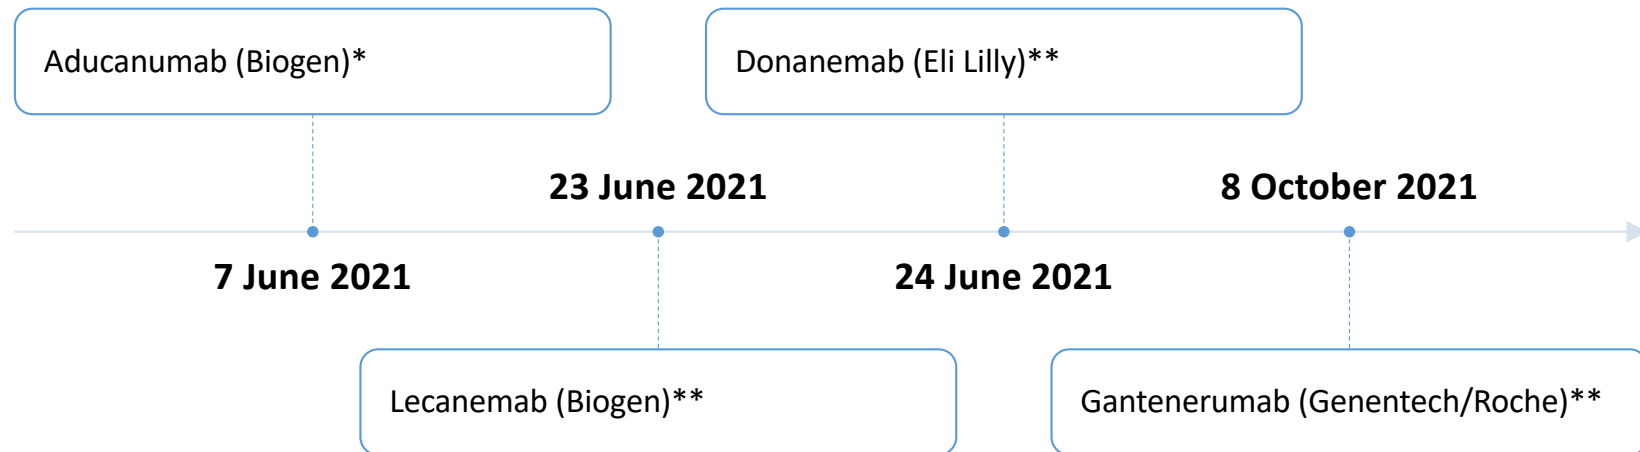 Aducanumab (Biogen)*
Donanemab (Eli Lilly)**
23 June 2021
8 October 2021
7 June 2021
24 June 2021
Lecanemab (Biogen)**
Gantenerumab (Genentech/Roche)**